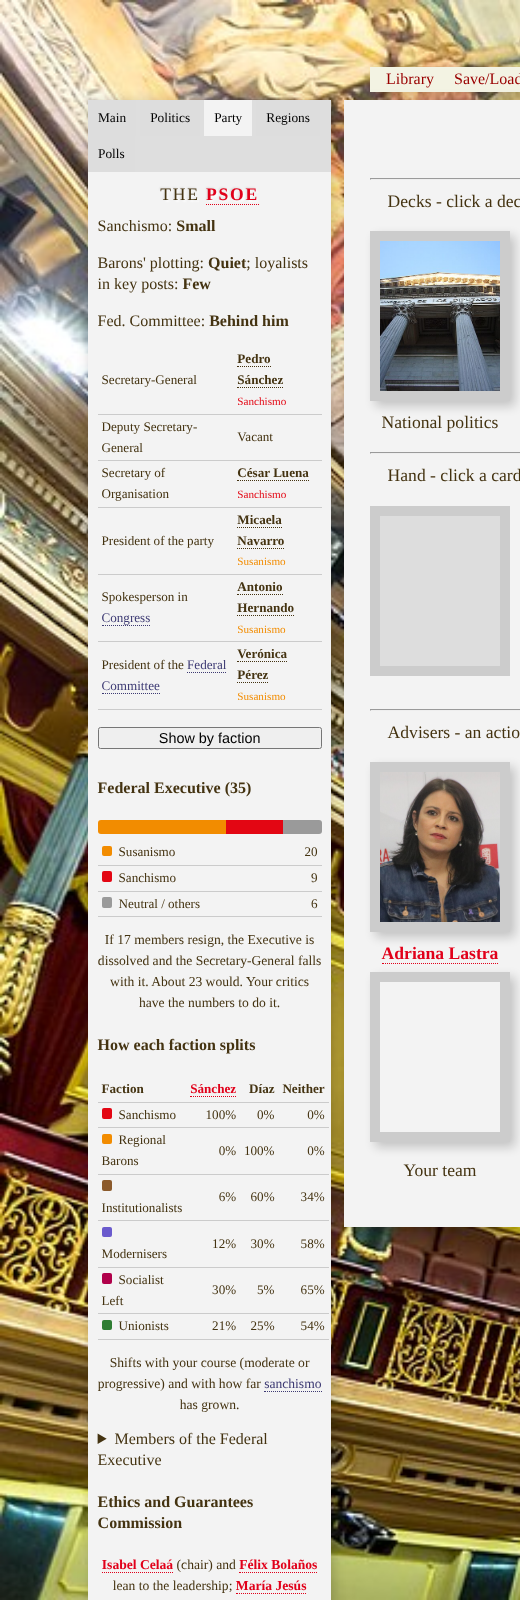 Library Save/Load
Main Politics Party Regions
Polls
THE PSOE
Sanchismo: Small
Barons' plotting: Quiet; loyalists
in key posts: Few
Fed. Committee: Behind him
Secretary-General
Pedro
Sánchez
Sanchismo
Deputy Secretary-
General
Vacant
Secretary of
Organisation
César Luena
Sanchismo
President of the party
Micaela
Navarro
Susanismo
Spokesperson in
Congress
Antonio
Hernando
Susanismo
President of the Federal
Committee
Verónica
Pérez
Susanismo
Show by faction
Federal Executive (35)
Susanismo 20
Sanchismo 9
Neutral / others 6
If 17 members resign, the Executive is
dissolved and the Secretary-General falls
with it. About 23 would. Your critics
have the numbers to do it.
How each faction splits
Faction Sánchez Díaz Neither
Sanchismo 100% 0% 0%
Regional
Barons
0% 100% 0%
Institutionalists
6% 60% 34%
Modernisers
12% 30% 58%
Socialist
Left
30% 5% 65%
Unionists 21% 25% 54%
Shifts with your course (moderate or
progressive) and with how far sanchismo
has grown.
Members of the Federal
Executive
Ethics and Guarantees
Commission
Isabel Celaá (chair) and Félix Bolaños
lean to the leadership; María Jesús
Decks - click a dec
National politics
Hand - click a card
Advisers - an actio
Adriana Lastra
Your team